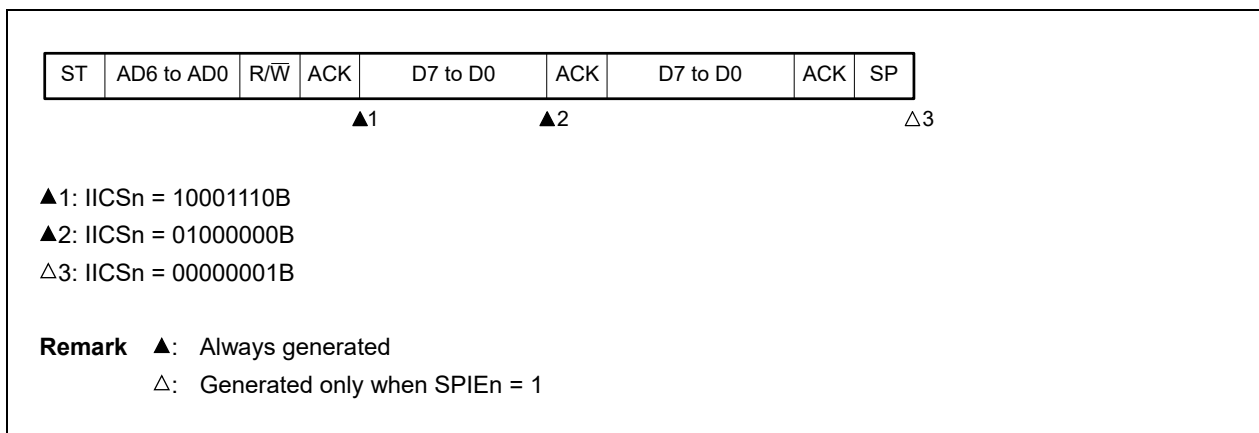 ST AD6 to AD0 R/W̅ ACK D7 to D0 ACK D7 to D0 ACK SP
▲1 ▲2 △3
▲1: IICSn = 10001110B
▲2: IICSn = 01000000B
△3: IICSn = 00000001B
Remark ▲: Always generated
△: Generated only when SPIEn = 1